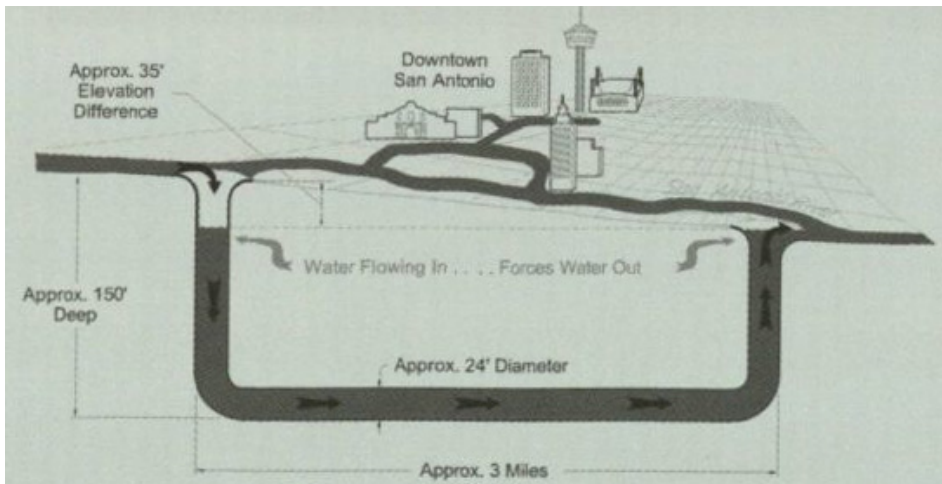 Approx. 35'
Elevation
Difference
Downtown
San Antonio
Water Flowing In . . . . Forces Water Out
Approx. 150'
Deep
Approx. 24' Diameter
Approx. 3 Miles